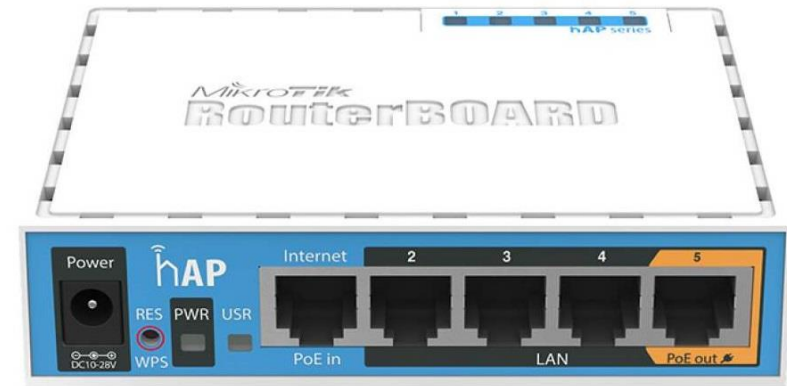 1 2 3 4 5
hAP series
MikroTik
RouterBOARD
Power
hAP
Internet 2 3 4 5
RES PWR USR
WPS
DC10-28V
PoE in LAN PoE out